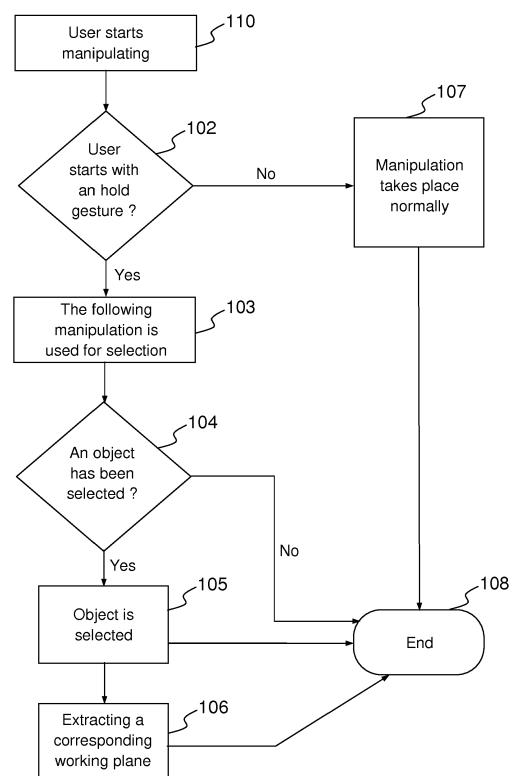 110
User starts
manipulating
102
107
User
starts with
an hold
gesture ?
No
Manipulation
takes place
normally
Yes
103
The following
manipulation is
used for selection
104
An object
has been
selected ?
No
Yes
105
108
Object is
selected
End
106
Extracting a
corresponding
working plane